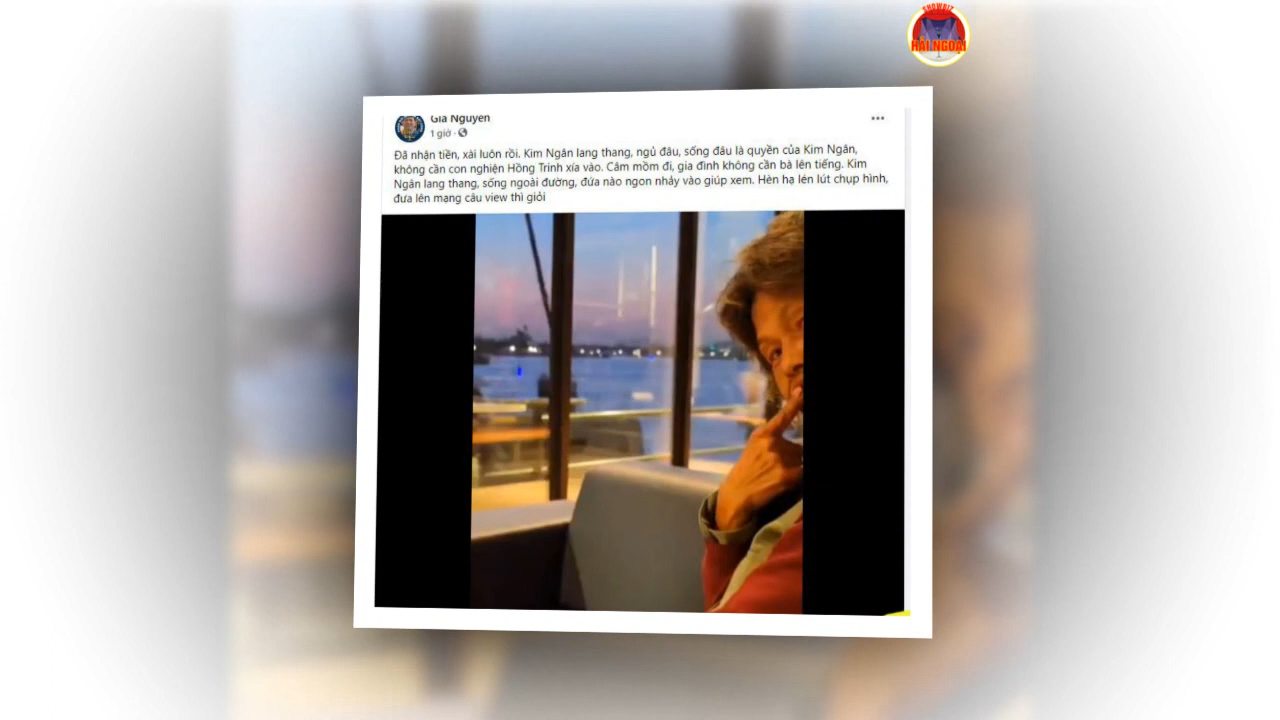 SHOWBIZ
HẢI NGOẠI
Gia Nguyen
1 giờ ·
Đã nhận tiền, xài luôn rồi. Kim Ngân lang thang, ngủ đâu, sống đâu là quyền của Kim Ngân,
không cần con nghiện Hồng Trinh xía vào. Câm mồm đi, gia đình không cần bà lên tiếng. Kim
Ngân lang thang, sống ngoài đường, đứa nào ngon nhảy vào giúp xem. Hèn hạ lén lút chụp hình,
đưa lên mạng câu view thì giỏi